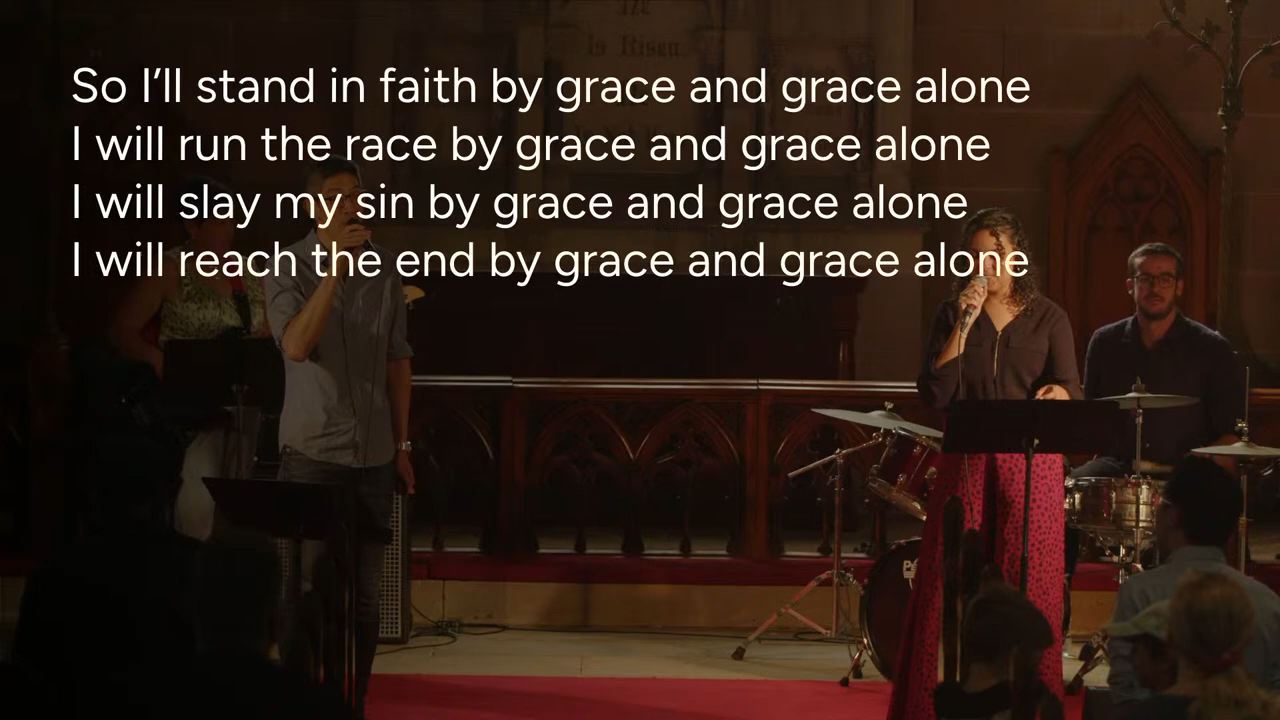 The
is Risen.
So I’ll stand in faith by grace and grace alone
I will run the race by grace and grace alone
I will slay my sin by grace and grace alone
I will reach the end by grace and grace alone